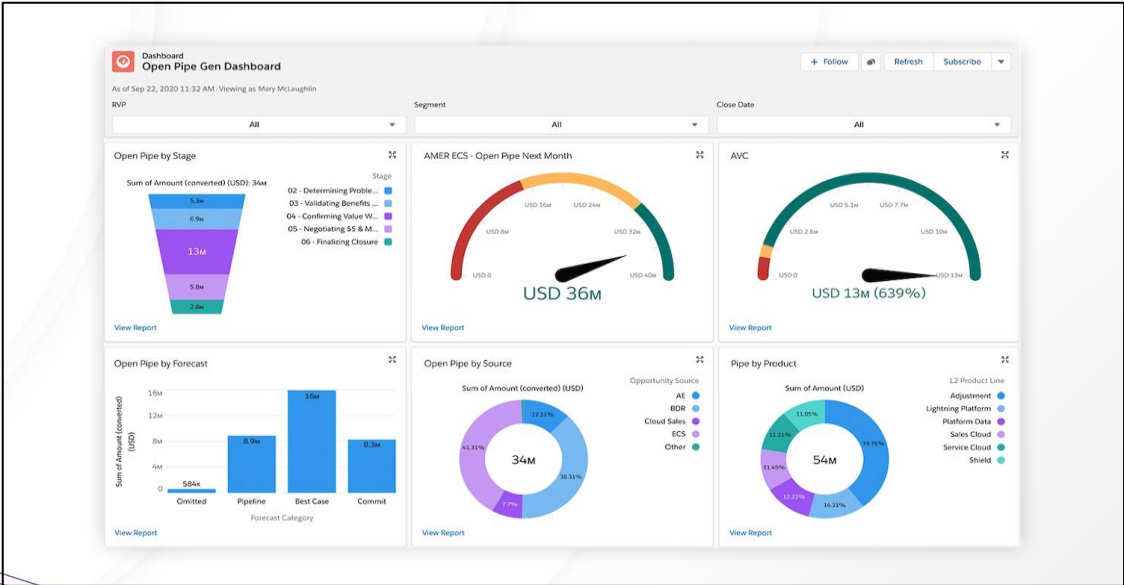 Dashboard
Open Pipe Gen Dashboard
+ Follow
Refresh
Subscribe
As of Sep 22, 2020 11:32 AM·Viewing as Mary McLaughlin
RVP
All
Segment
All
Close Date
All
Open Pipe by Stage
Sum of Amount (converted) (USD): 34M
Stage
02 - Determining Proble...
03 - Validating Benefits ...
04 - Confirming Value W...
05 - Negotiating $$ & M...
06 - Finalizing Closure
5.3M
6.9M
13M
5.8M
2.8M
View Report
AMER ECS - Open Pipe Next Month
USD 0
USD 8M
USD 16M
USD 24M
USD 32M
USD 40M
USD 36M
View Report
AVC
USD 0
USD 2.6M
USD 5.1M
USD 7.7M
USD 10M
USD 13M
USD 13M (639%)
View Report
Open Pipe by Forecast
Sum of Amount (converted)
(USD)
16M
12M
8M
4M
0
584K
8.9M
16M
8.3M
Omitted
Pipeline
Best Case
Commit
Forecast Category
View Report
Open Pipe by Source
Sum of Amount (converted) (USD)
Opportunity Source
AE
BDR
Cloud Sales
ECS
Other
12.11%
38.31%
7.7%
41.31%
34M
View Report
Pipe by Product
Sum of Amount (USD)
L2 Product Line
Adjustment
Lightning Platform
Platform Data
Sales Cloud
Service Cloud
Shield
39.76%
14.31%
12.22%
11.45%
11.21%
11.05%
54M
View Report